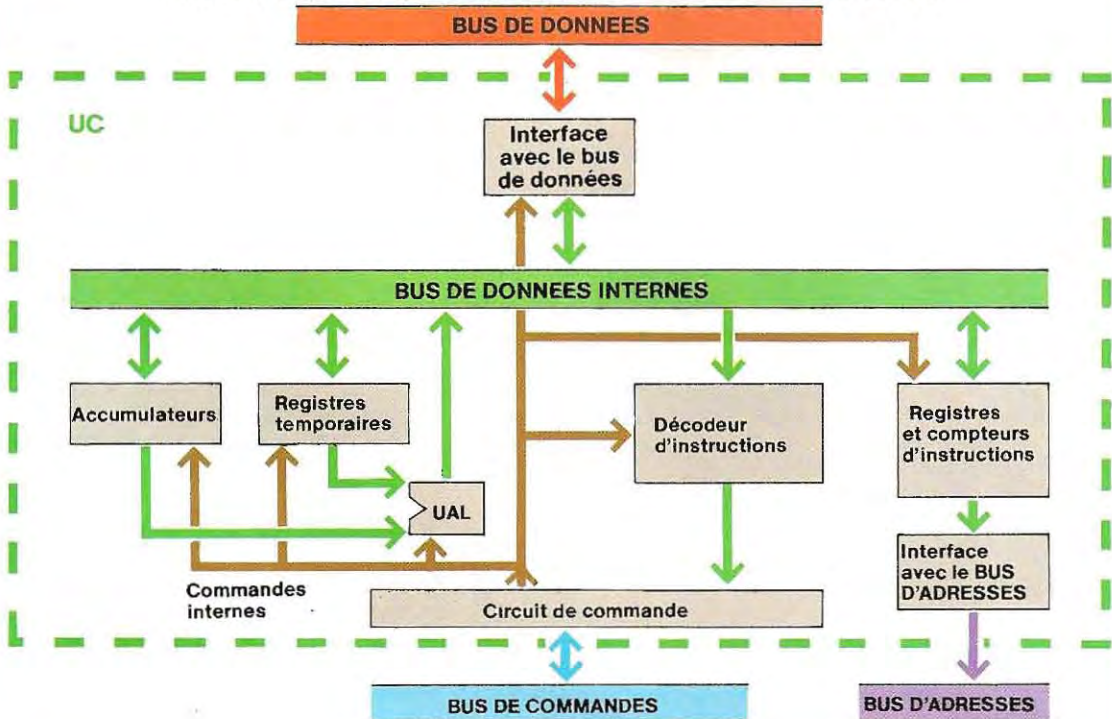 BUS DE DONNEES
UC
Interface
avec le bus
de données
BUS DE DONNEES INTERNES
Accumulateurs
Registres
temporaires
Décodeur
d'instructions
Registres
et compteurs
d'instructions
UAL
Interface
avec le BUS
D'ADRESSES
Commandes
internes
Circuit de commande
BUS DE COMMANDES
BUS D'ADRESSES